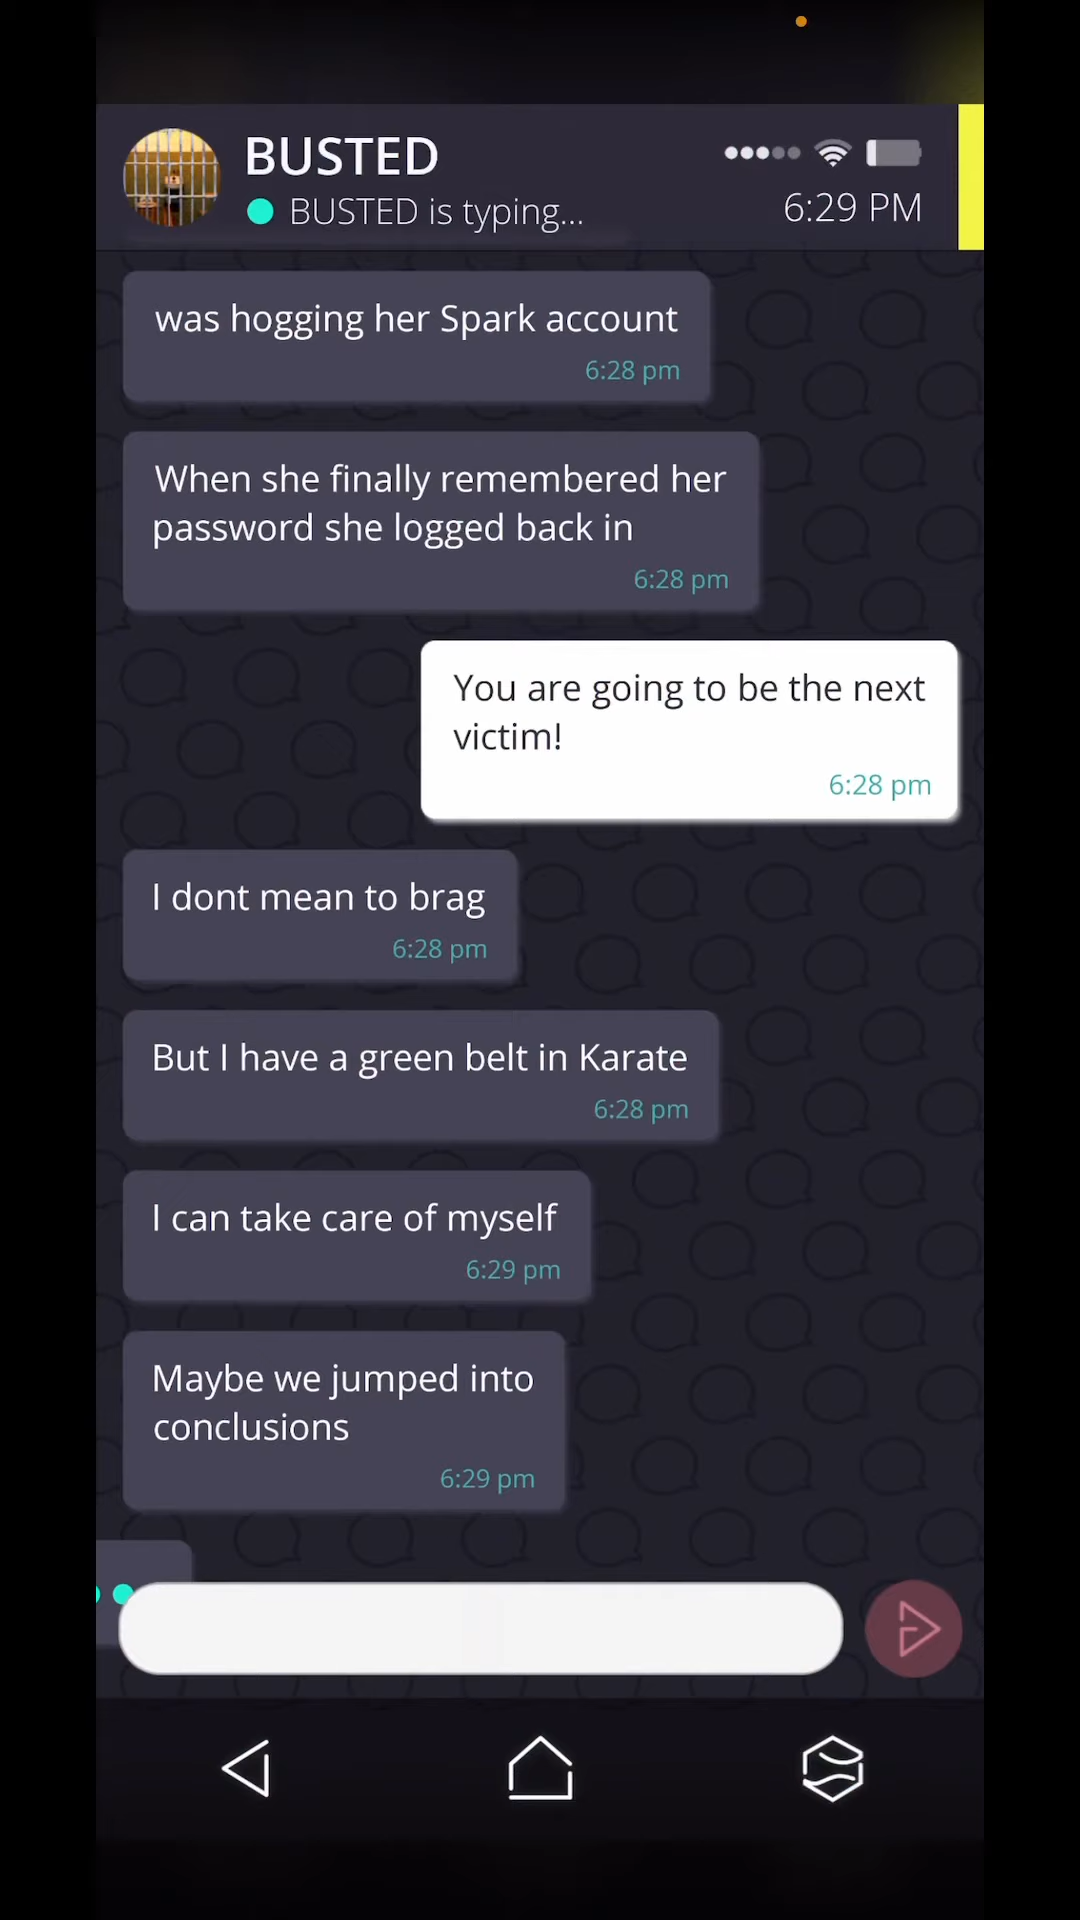 BUSTED
BUSTED is typing...
6:29 PM
was hogging her Spark account
6:28 pm
When she finally remembered her
password she logged back in
6:28 pm
You are going to be the next
victim!
6:28 pm
I dont mean to brag
6:28 pm
But I have a green belt in Karate
6:28 pm
I can take care of myself
6:29 pm
Maybe we jumped into
conclusions
6:29 pm